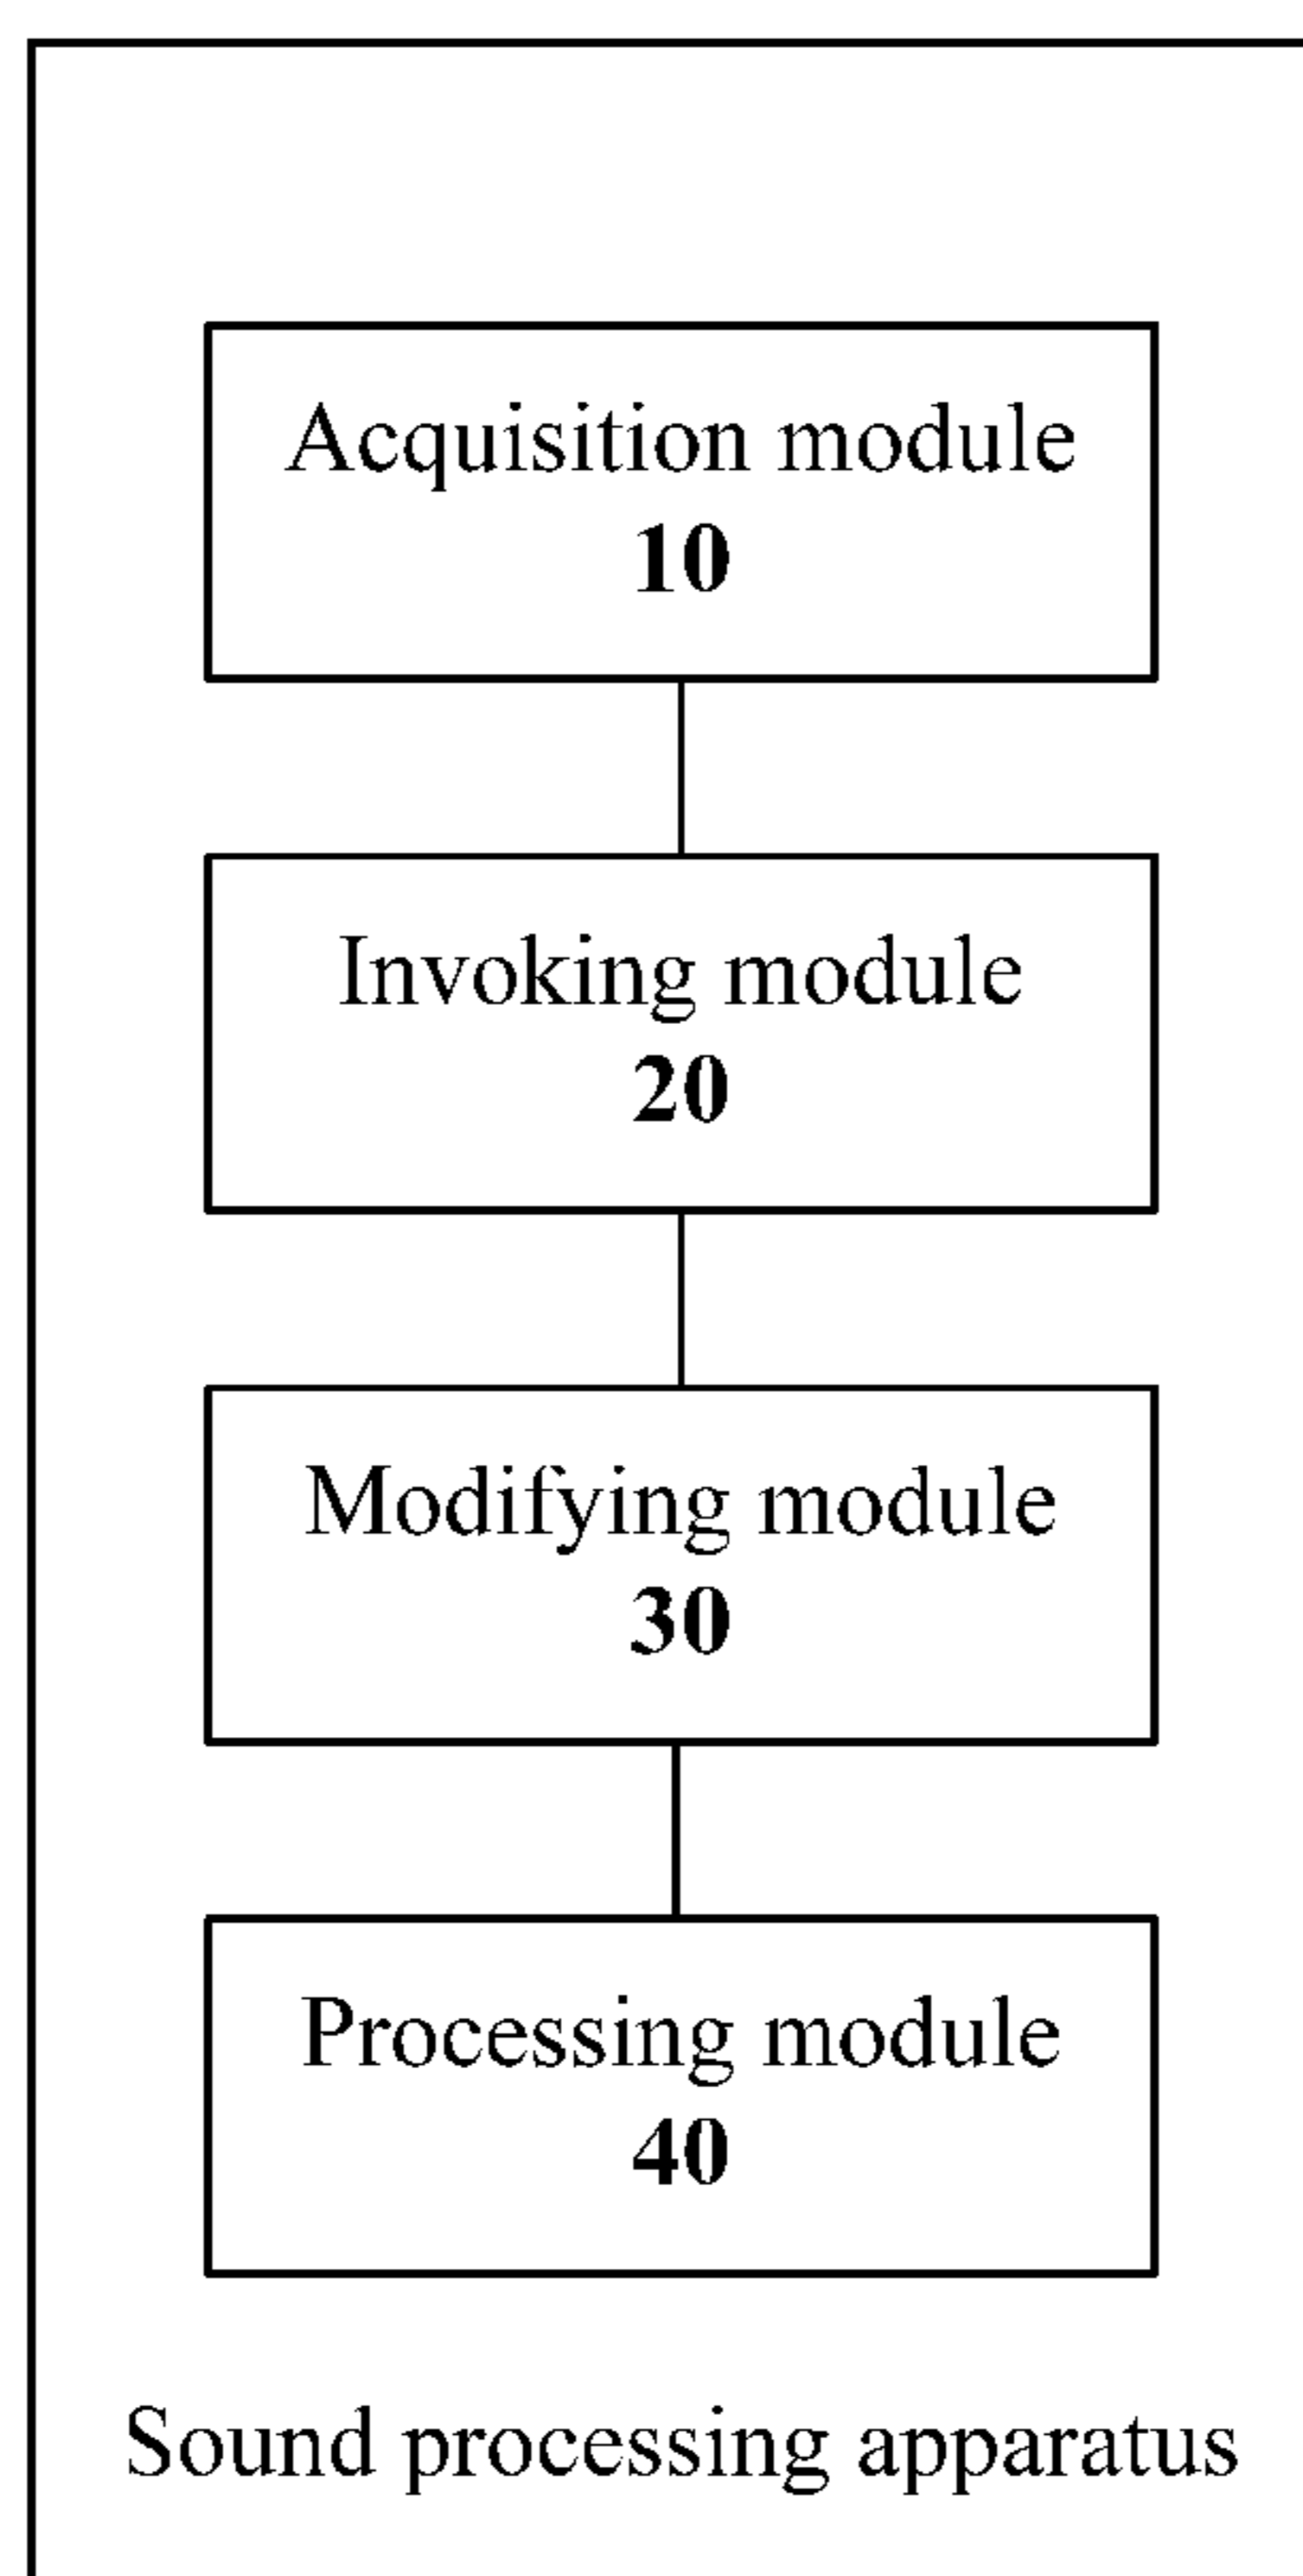 Acquisition module
10
Invoking module
20
Modifying module
30
Processing module
40
Sound processing apparatus